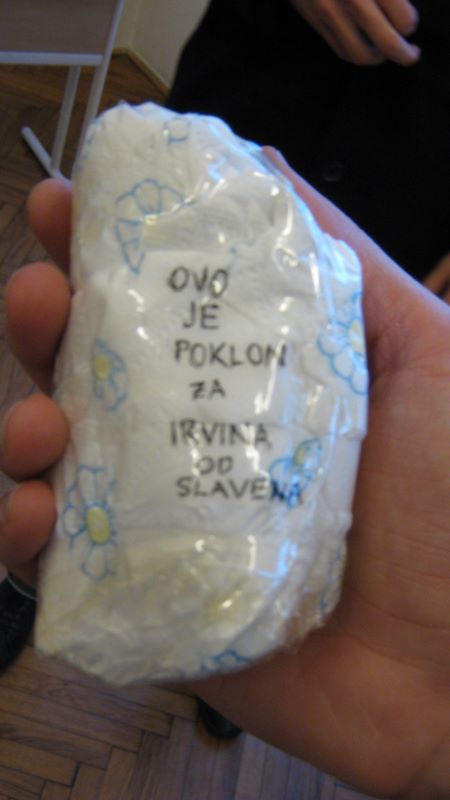 OVO
JE
POKLON
ZA
IRVINA
OD
SLAVENA